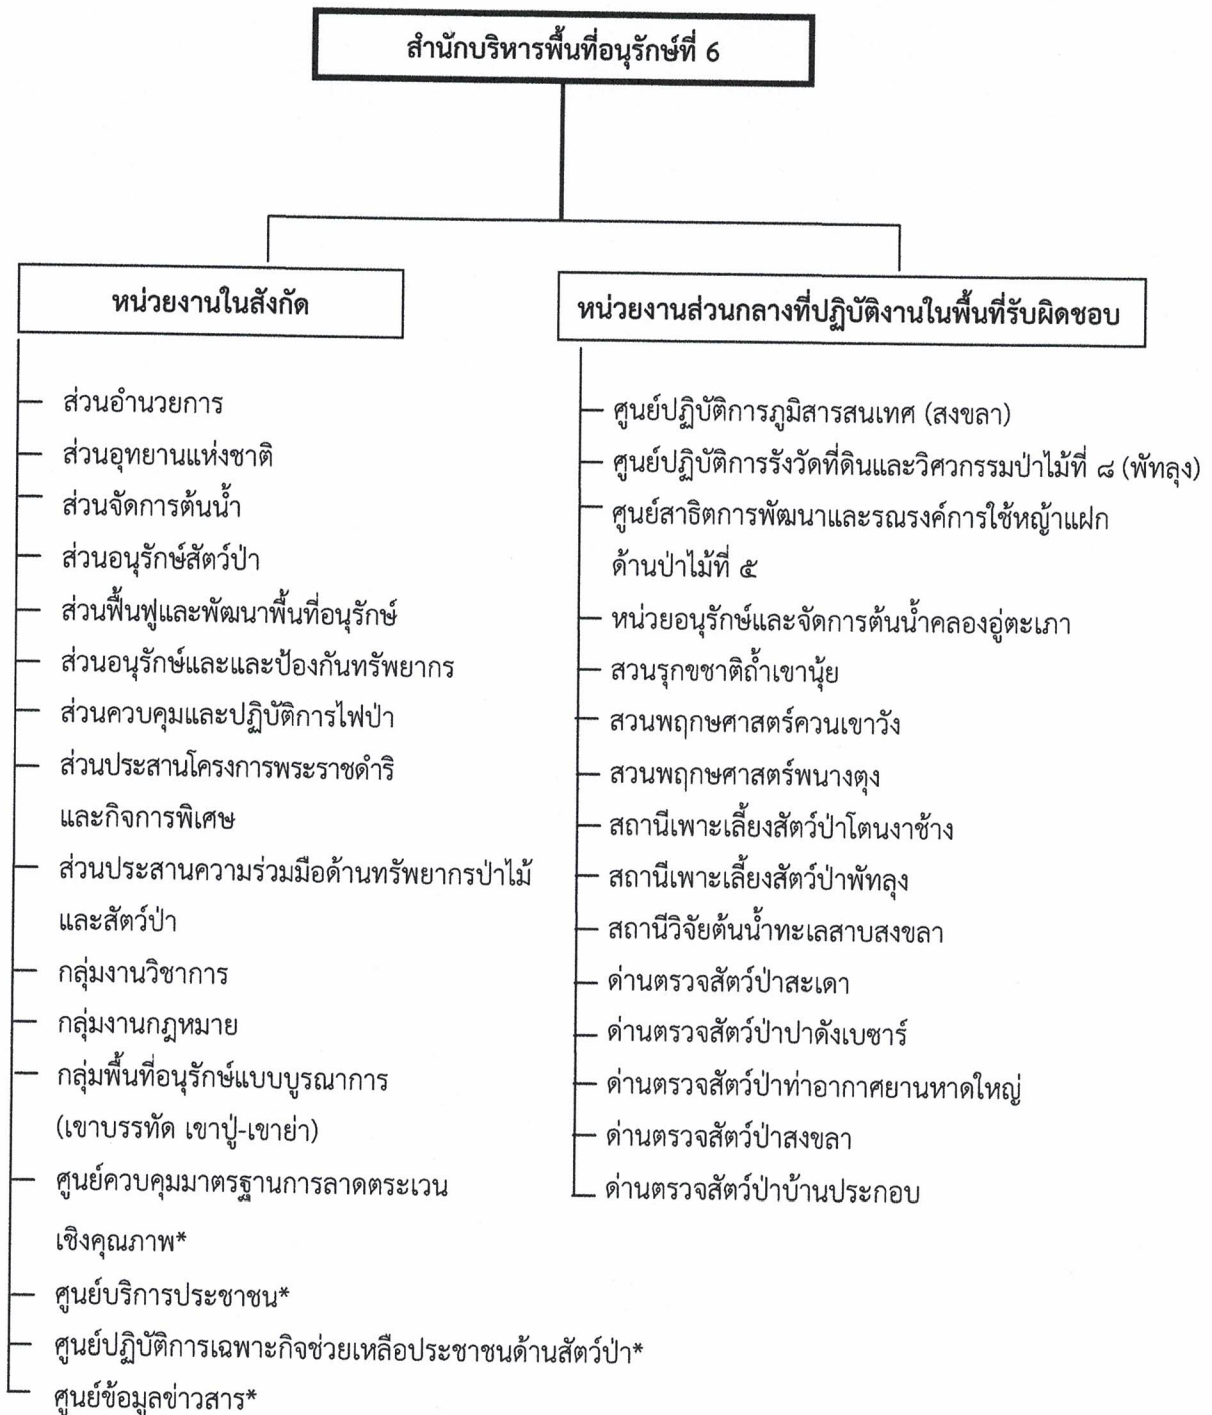 สำนักบริหารพื้นที่อนุรักษ์ที่ 6
หน่วยงานในสังกัด
ส่วนอำนวยการ
ส่วนอุทยานแห่งชาติ
ส่วนจัดการต้นน้ำ
ส่วนอนุรักษ์สัตว์ป่า
ส่วนฟื้นฟูและพัฒนาพื้นที่อนุรักษ์
ส่วนอนุรักษ์และและป้องกันทรัพยากร
ส่วนควบคุมและปฏิบัติการไฟป่า
ส่วนประสานโครงการพระราชดำริ
และกิจการพิเศษ
ส่วนประสานความร่วมมือด้านทรัพยากรป่าไม้
และสัตว์ป่า
กลุ่มงานวิชาการ
กลุ่มงานกฎหมาย
กลุ่มพื้นที่อนุรักษ์แบบบูรณาการ
(เขาบรรทัด เขาปู่-เขาย่า)
ศูนย์ควบคุมมาตรฐานการลาดตระเวน
เชิงคุณภาพ*
ศูนย์บริการประชาชน*
ศูนย์ปฏิบัติการเฉพาะกิจช่วยเหลือประชาชนด้านสัตว์ป่า*
ศูนย์ข้อมูลข่าวสาร*
หน่วยงานส่วนกลางที่ปฏิบัติงานในพื้นที่รับผิดชอบ
ศูนย์ปฏิบัติการภูมิสารสนเทศ (สงขลา)
ศูนย์ปฏิบัติการรังวัดที่ดินและวิศวกรรมป่าไม้ที่ ๘ (พัทลุง)
ศูนย์สาธิตการพัฒนาและรณรงค์การใช้หญ้าแฝก
ด้านป่าไม้ที่ ๕
หน่วยอนุรักษ์และจัดการต้นน้ำคลองอู่ตะเภา
สวนรุกขชาติถ้ำเขานุ้ย
สวนพฤกษศาสตร์ควนเขาวัง
สวนพฤกษศาสตร์พนางตุง
สถานีเพาะเลี้ยงสัตว์ป่าโตนงาช้าง
สถานีเพาะเลี้ยงสัตว์ป่าพัทลุง
สถานีวิจัยต้นน้ำทะเลสาบสงขลา
ด่านตรวจสัตว์ป่าสะเดา
ด่านตรวจสัตว์ป่าปาดังเบซาร์
ด่านตรวจสัตว์ป่าท่าอากาศยานหาดใหญ่
ด่านตรวจสัตว์ป่าสงขลา
ด่านตรวจสัตว์ป่าบ้านประกอบ